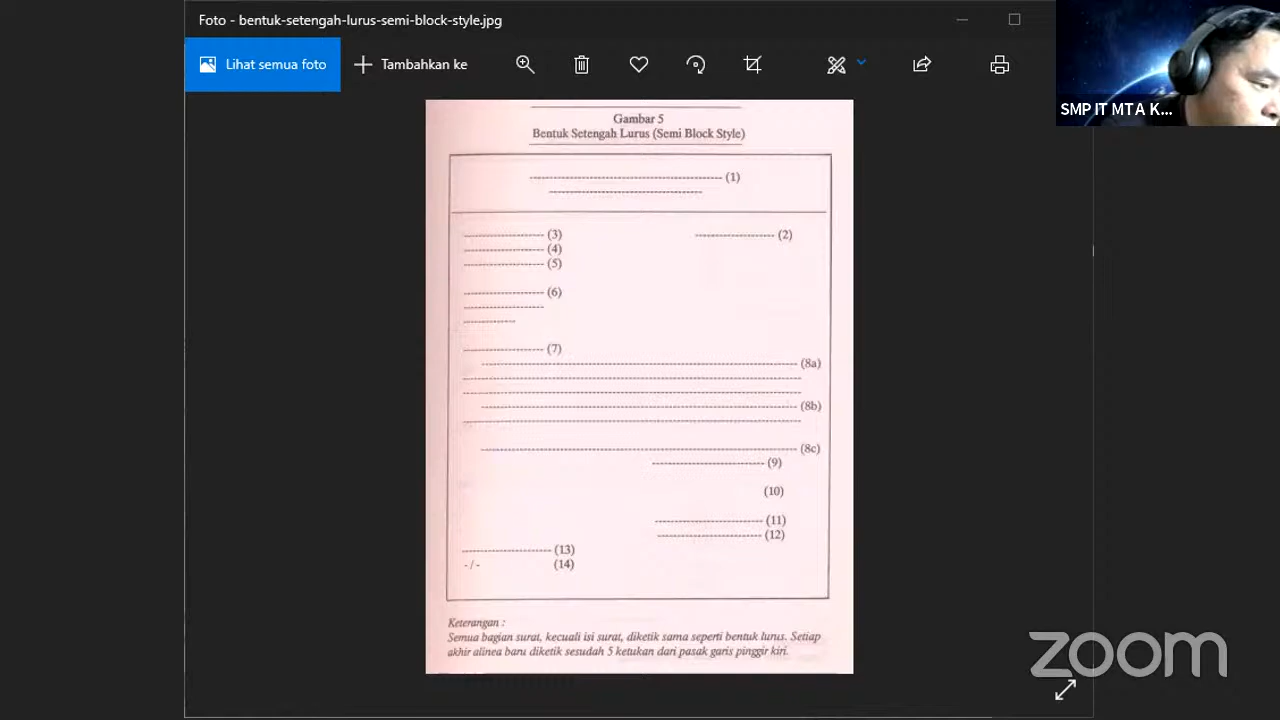 Foto - bentuk-setengah-lurus-semi-block-style.jpg
Lihat semua foto
Tambahkan ke
SMP IT MTA K...
Gambar 5
Bentuk Setengah Lurus (Semi Block Style)
(1)
(3) (2)
(4)
(5)
(6)
(7)
(8a)
(8b)
(8c)
(9)
(10)
(11)
(12)
(13)
- / - (14)
Keterangan :
Semua bagian surat, kecuali isi surat, diketik sama seperti bentuk lurus. Setiap
akhir alinea baru diketik sesudah 5 ketukan dari pasak garis pinggir kiri.
zoom